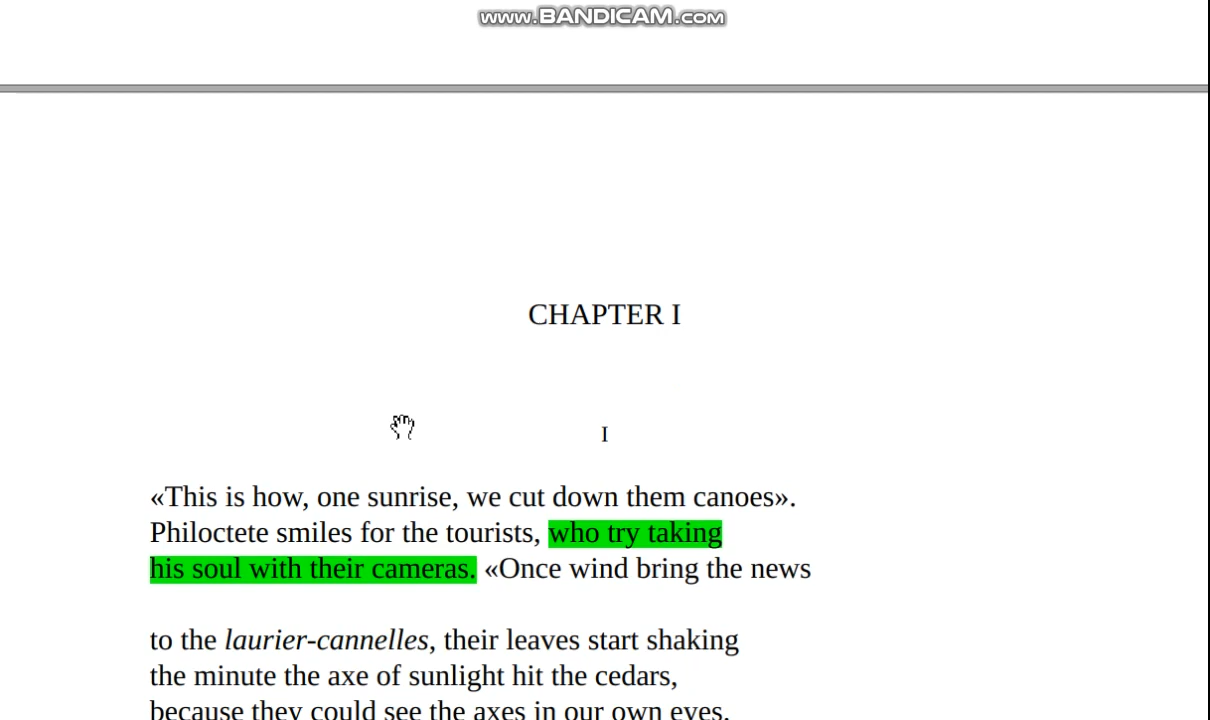 www.BANDICAM.com
CHAPTER I
I
«This is how, one sunrise, we cut down them canoes».
Philoctete smiles for the tourists, who try taking
his soul with their cameras. «Once wind bring the news
to the laurier-cannelles, their leaves start shaking
the minute the axe of sunlight hit the cedars,
because they could see the axes in our own eyes.